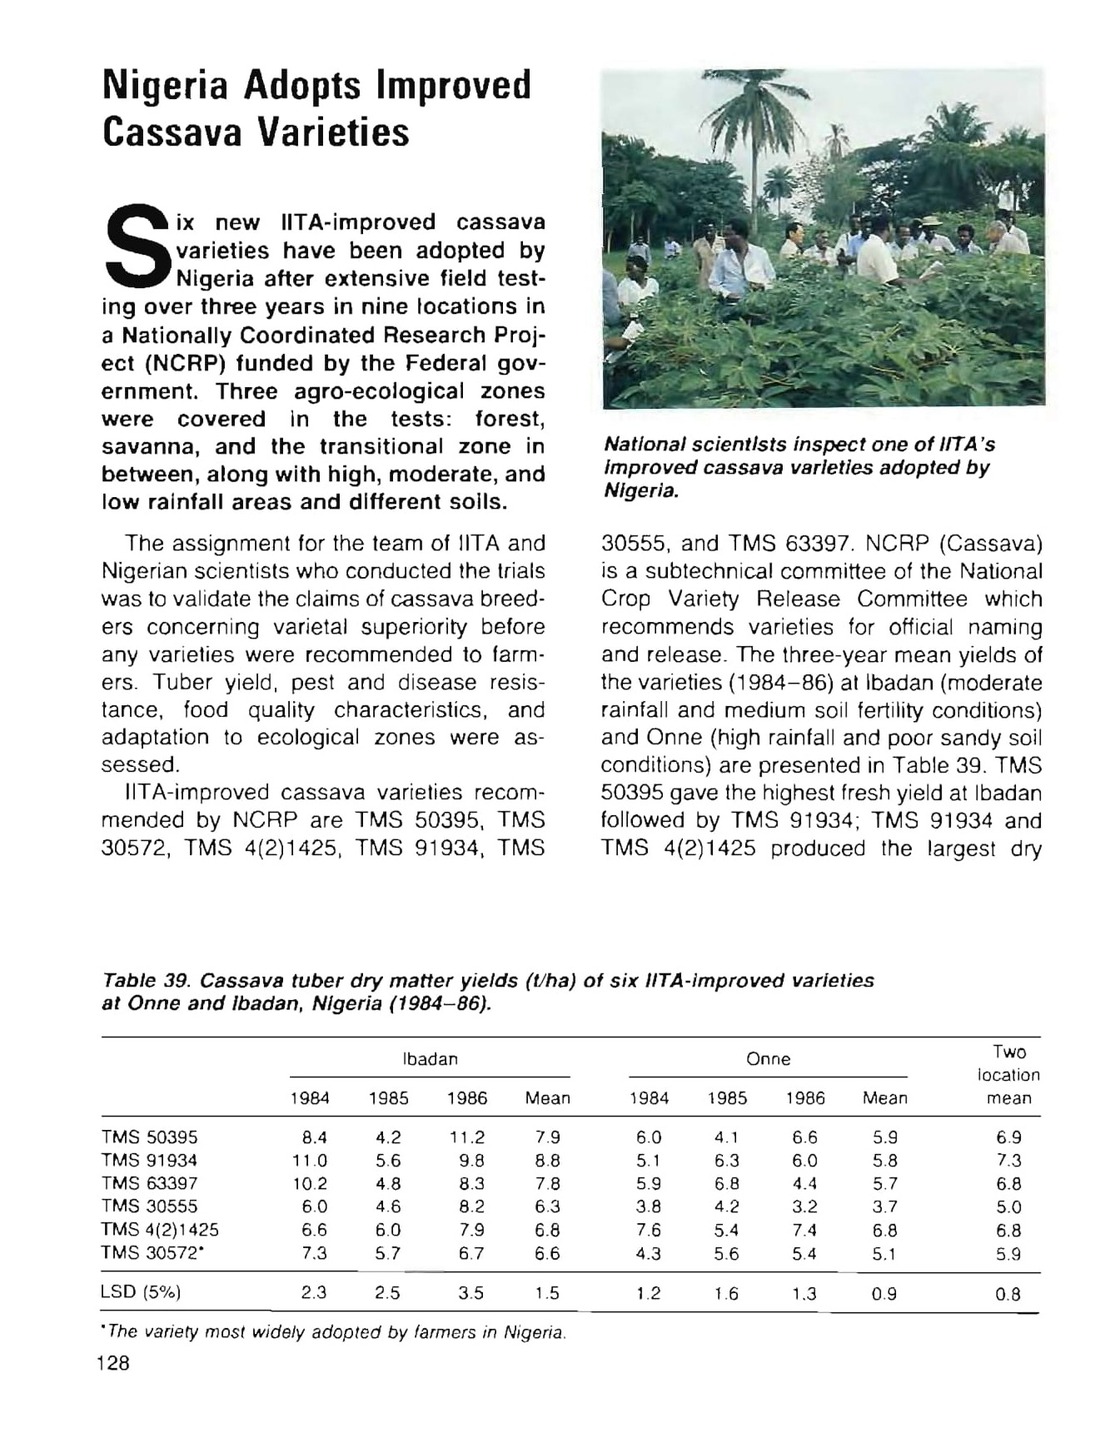 Nigeria Adopts Improved
Cassava Varieties
Six new IITA-improved cassava
varieties have been adopted by
Nigeria after extensive field test-
ing over three years in nine locations in
a Nationally Coordinated Research Proj-
ect (NCRP) funded by the Federal gov-
ernment. Three agro-ecological zones
were covered in the tests: forest,
savanna, and the transitional zone in
between, along with high, moderate, and
low rainfall areas and different soils.
The assignment for the team of IITA and
Nigerian scientists who conducted the trials
was to validate the claims of cassava breed-
ers concerning varietal superiority before
any varieties were recommended to farm-
ers. Tuber yield, pest and disease resis-
tance, food quality characteristics, and
adaptation to ecological zones were as-
sessed.
IITA-improved cassava varieties recom-
mended by NCRP are TMS 50395, TMS
30572, TMS 4(2)1425, TMS 91934, TMS
National scientists inspect one of IITA's
improved cassava varieties adopted by
Nigeria.
30555, and TMS 63397. NCRP (Cassava)
is a subtechnical committee of the National
Crop Variety Release Committee which
recommends varieties for official naming
and release. The three-year mean yields of
the varieties (1984–86) at Ibadan (moderate
rainfall and medium soil fertility conditions)
and Onne (high rainfall and poor sandy soil
conditions) are presented in Table 39. TMS
50395 gave the highest fresh yield at Ibadan
followed by TMS 91934; TMS 91934 and
TMS 4(2)1425 produced the largest dry
Table 39. Cassava tuber dry matter yields (t/ha) of six IITA-improved varieties
at Onne and Ibadan, Nigeria (1984–86).
Ibadan Onne Two
location
1984 1985 1986 Mean 1984 1985 1986 Mean mean
TMS 50395 8.4 4.2 11.2 7.9 6.0 4.1 6.6 5.9 6.9
TMS 91934 11.0 5.6 9.8 8.8 5.1 6.3 6.0 5.8 7.3
TMS 63397 10.2 4.8 8.3 7.8 5.9 6.8 4.4 5.7 6.8
TMS 30555 6.0 4.6 8.2 6.3 3.8 4.2 3.2 3.7 5.0
TMS 4(2)1425 6.6 6.0 7.9 6.8 7.6 5.4 7.4 6.8 6.8
TMS 30572* 7.3 5.7 6.7 6.6 4.3 5.6 5.4 5.1 5.9
LSD (5%) 2.3 2.5 3.5 1.5 1.2 1.6 1.3 0.9 0.8
*The variety most widely adopted by farmers in Nigeria.
128